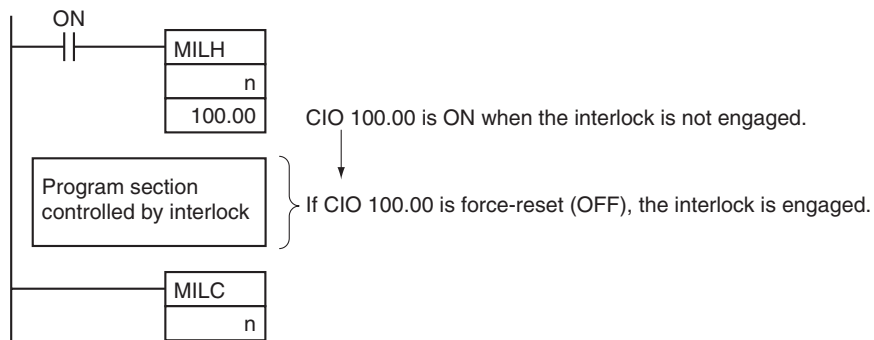 ON
MILH
n
100.00
CIO 100.00 is ON when the interlock is not engaged.
Program section
controlled by interlock
If CIO 100.00 is force-reset (OFF), the interlock is engaged.
MILC
n